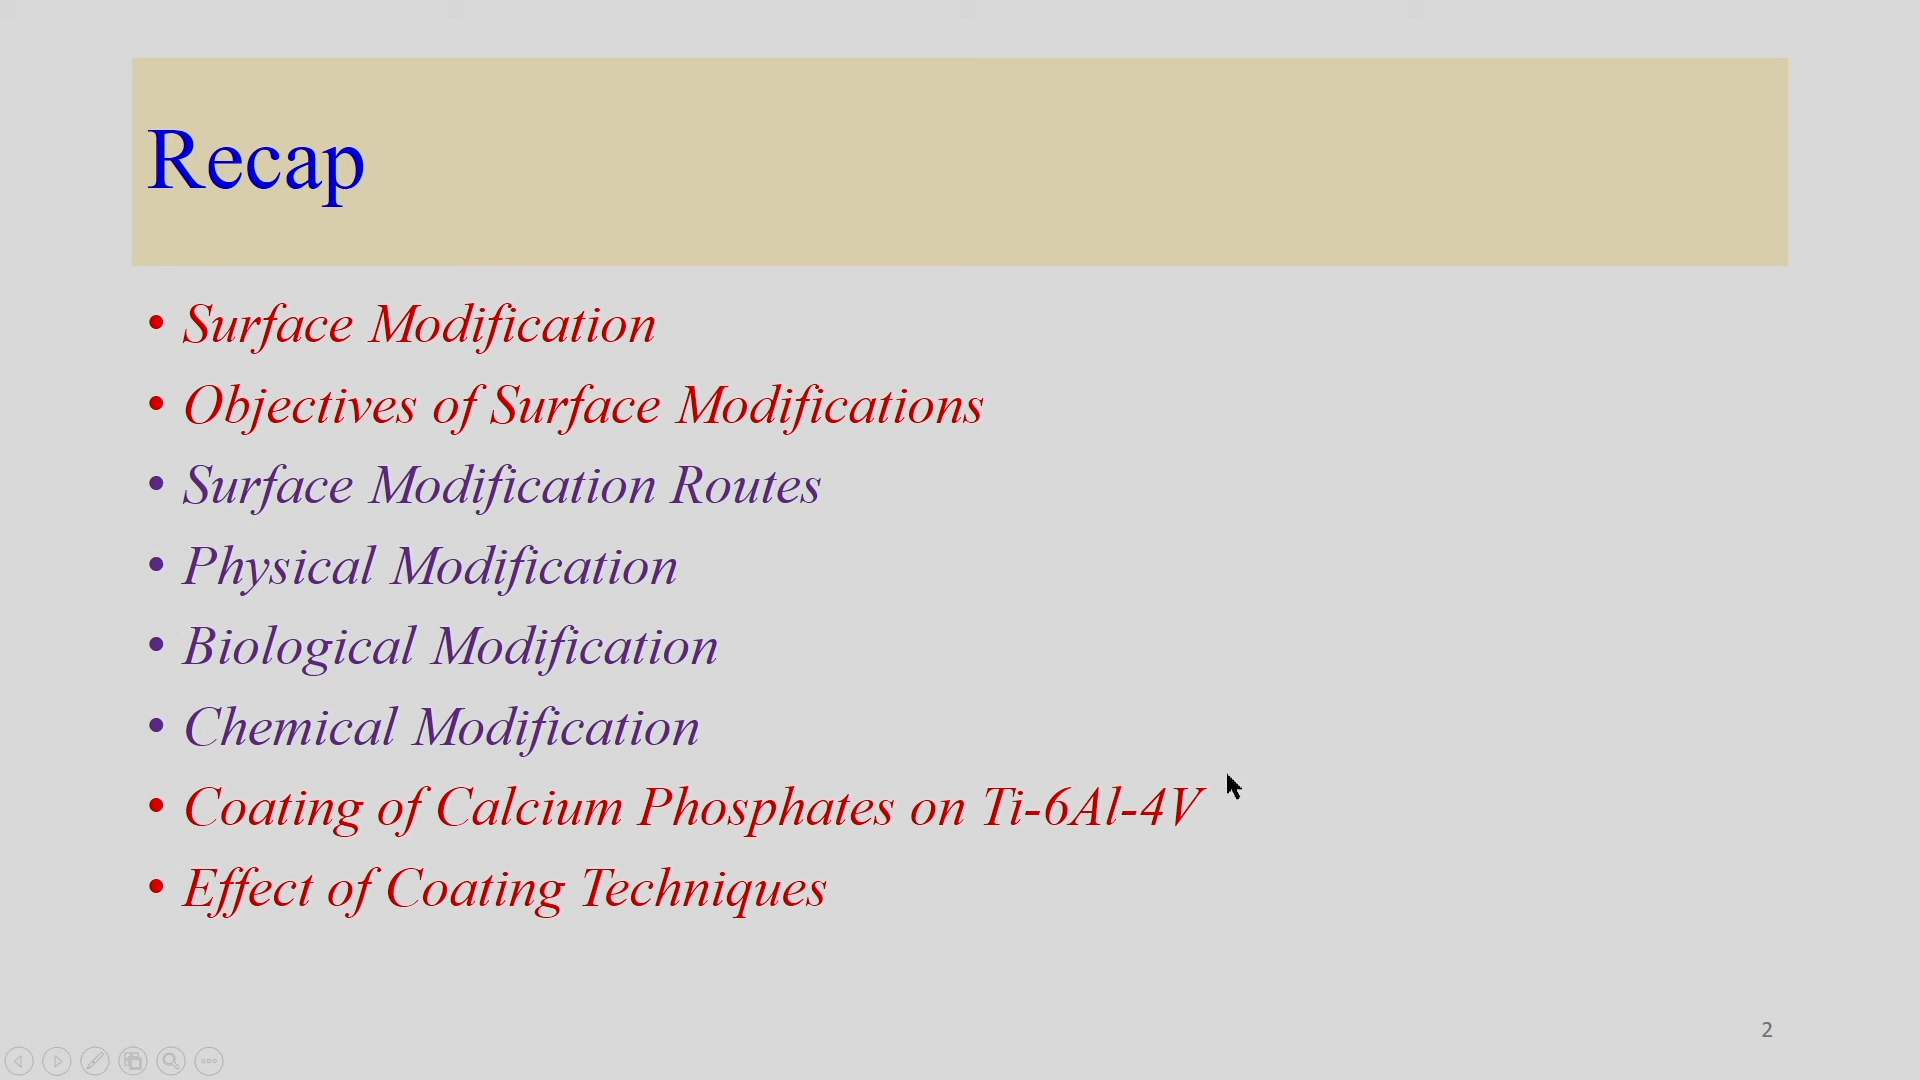 Recap
• Surface Modification
• Objectives of Surface Modifications
• Surface Modification Routes
• Physical Modification
• Biological Modification
• Chemical Modification
• Coating of Calcium Phosphates on Ti-6Al-4V
• Effect of Coating Techniques
2